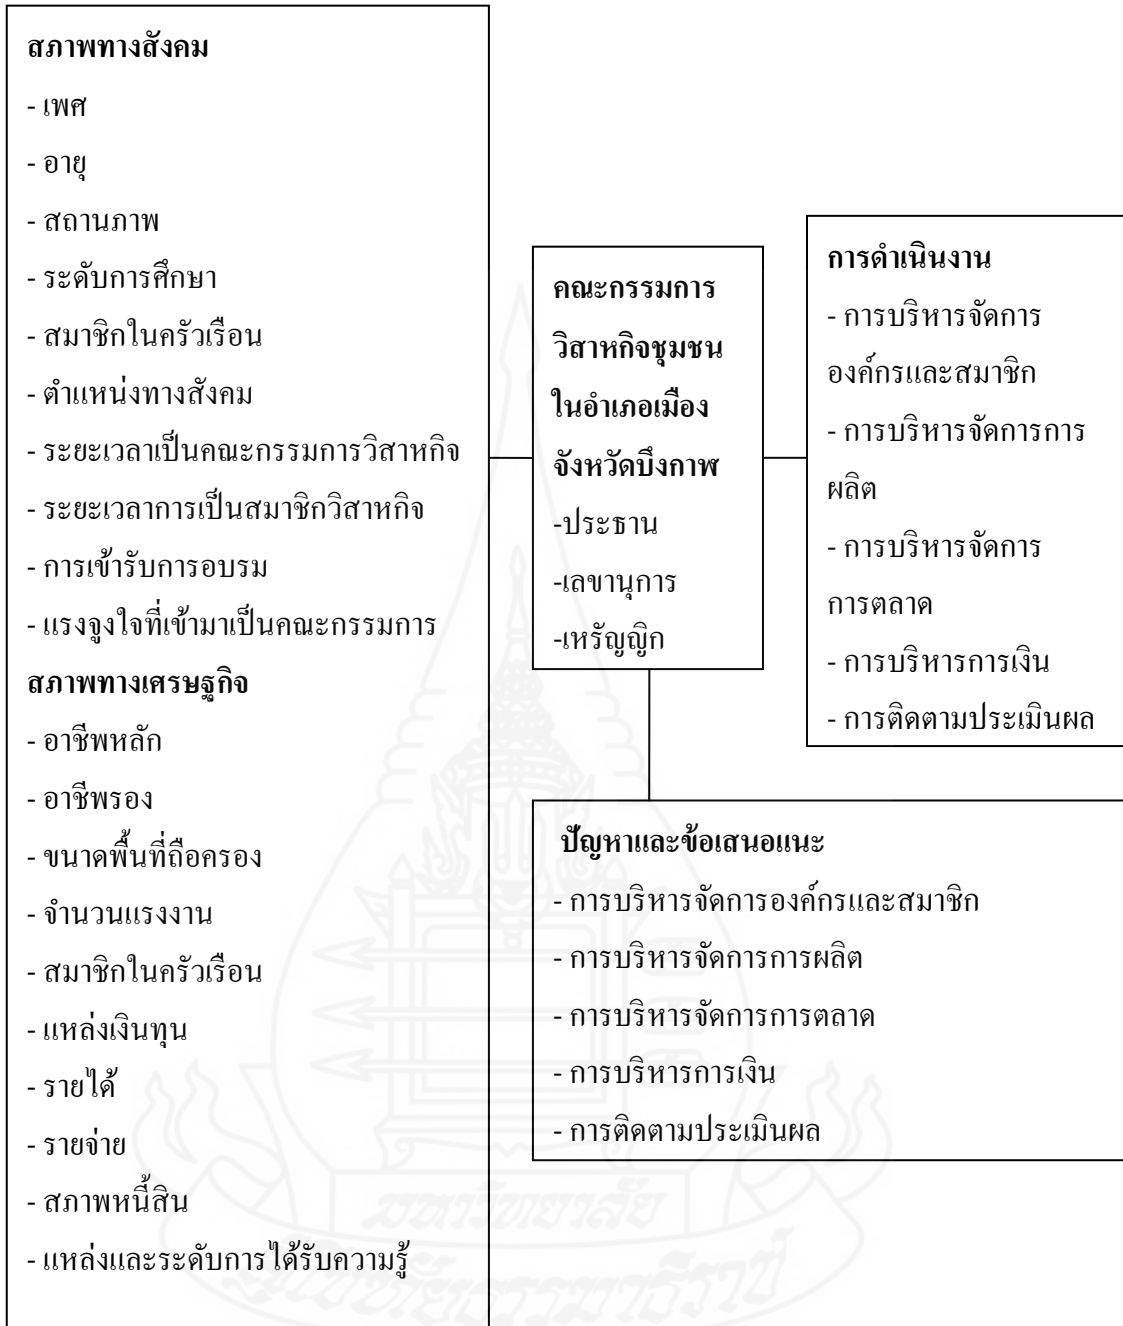 สภาพทางสังคม
- เพศ
- อายุ
- สถานภาพ
- ระดับการศึกษา
- สมาชิกในครัวเรือน
- ตำแหน่งทางสังคม
- ระยะเวลาเป็นคณะกรรมการวิสาหกิจ
- ระยะเวลาการเป็นสมาชิกวิสาหกิจ
- การเข้ารับการอบรม
- แรงจูงใจที่เข้ามาเป็นคณะกรรมการ
สภาพทางเศรษฐกิจ
- อาชีพหลัก
- อาชีพรอง
- ขนาดพื้นที่ถือครอง
- จำนวนแรงงาน
- สมาชิกในครัวเรือน
- แหล่งเงินทุน
- รายได้
- รายจ่าย
- สภาพหนี้สิน
- แหล่งและระดับการได้รับความรู้
คณะกรรมการ
วิสาหกิจชุมชน
ในอำเภอเมือง
จังหวัดบึงกาฬ
-ประธาน
-เลขานุการ
-เหรัญญิก
การดำเนินงาน
- การบริหารจัดการ
องค์กรและสมาชิก
- การบริหารจัดการการ
ผลิต
- การบริหารจัดการ
การตลาด
- การบริหารการเงิน
- การติดตามประเมินผล
ปัญหาและข้อเสนอแนะ
- การบริหารจัดการองค์กรและสมาชิก
- การบริหารจัดการการผลิต
- การบริหารจัดการการตลาด
- การบริหารการเงิน
- การติดตามประเมินผล
มหาวิทยาลัย
สุโขทัยธรรมาธิราช